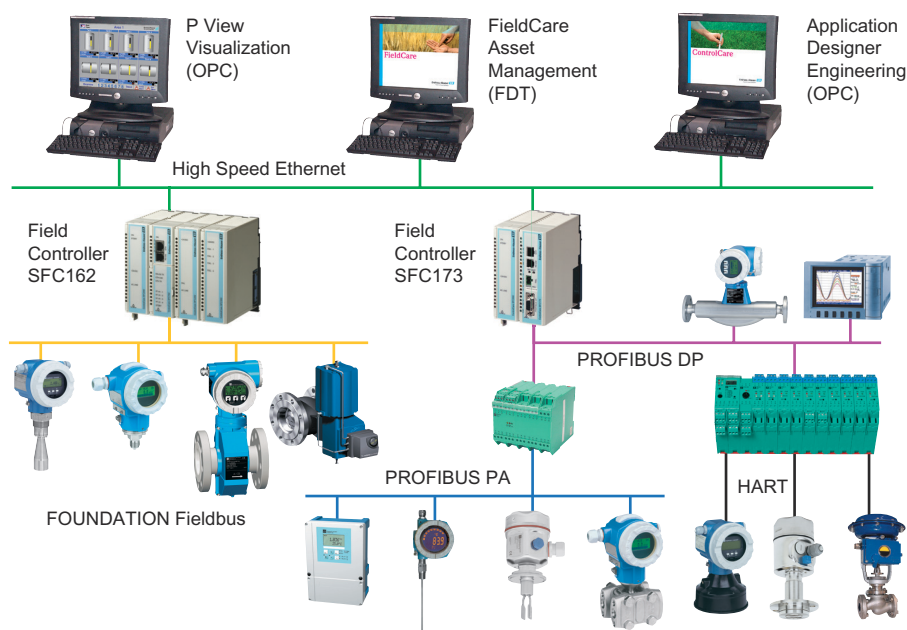 P View
Visualization
(OPC)
FieldCare
Asset
Management
(FDT)
Application
Designer
Engineering
(OPC)
FieldCare
ControlCare
High Speed Ethernet
Field
Controller
SFC162
Field
Controller
SFC173
PROFIBUS DP
PROFIBUS PA
HART
FOUNDATION Fieldbus